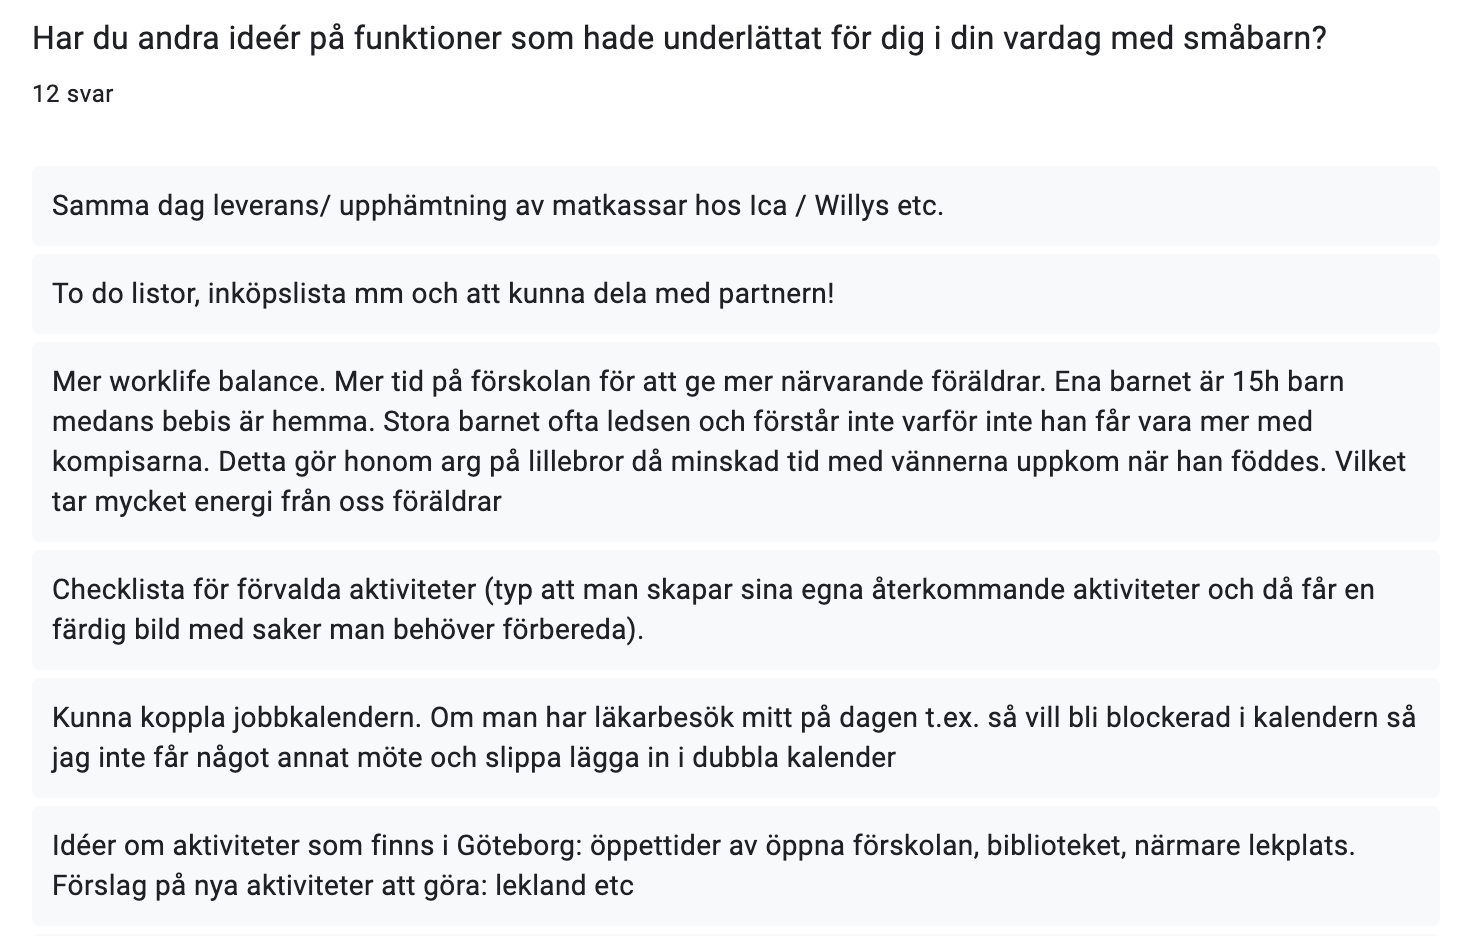 Har du andra ideér på funktioner som hade underlättat för dig i din vardag med småbarn?
12 svar
Samma dag leverans/ upphämtning av matkassar hos Ica / Willys etc.
To do listor, inköpslista mm och att kunna dela med partnern!
Mer worklife balance. Mer tid på förskolan för att ge mer närvarande föräldrar. Ena barnet är 15h barn
medans bebis är hemma. Stora barnet ofta ledsen och förstår inte varför inte han får vara mer med
kompisarna. Detta gör honom arg på lillebror då minskad tid med vännerna uppkom när han föddes. Vilket
tar mycket energi från oss föräldrar
Checklista för förvalda aktiviteter (typ att man skapar sina egna återkommande aktiviteter och då får en
färdig bild med saker man behöver förbereda).
Kunna koppla jobbkalendern. Om man har läkarbesök mitt på dagen t.ex. så vill bli blockerad i kalendern så
jag inte får något annat möte och slippa lägga in i dubbla kalender
Idéer om aktiviteter som finns i Göteborg: öppettider av öppna förskolan, biblioteket, närmare lekplats.
Förslag på nya aktiviteter att göra: lekland etc